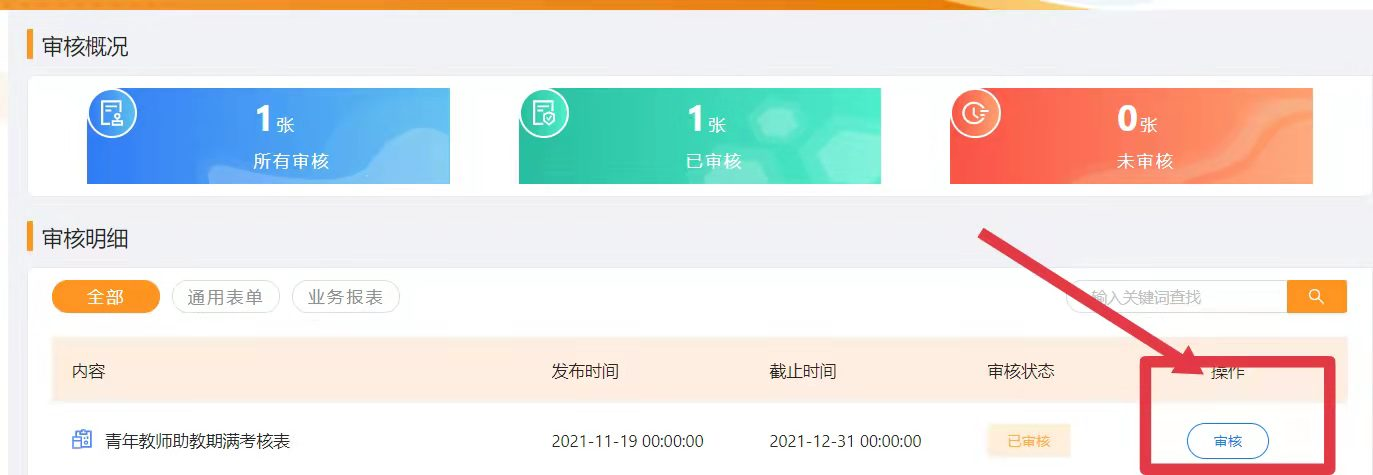 审核概况
1张
1张
0张
所有审核
已审核
未审核
审核明细
全部
通用表单
业务报表
输入关键词查找
内容
发布时间
截止时间
审核状态
操作
青年教师助教期满考核表
2021-11-19 00:00:00
2021-12-31 00:00:00
已审核
审核